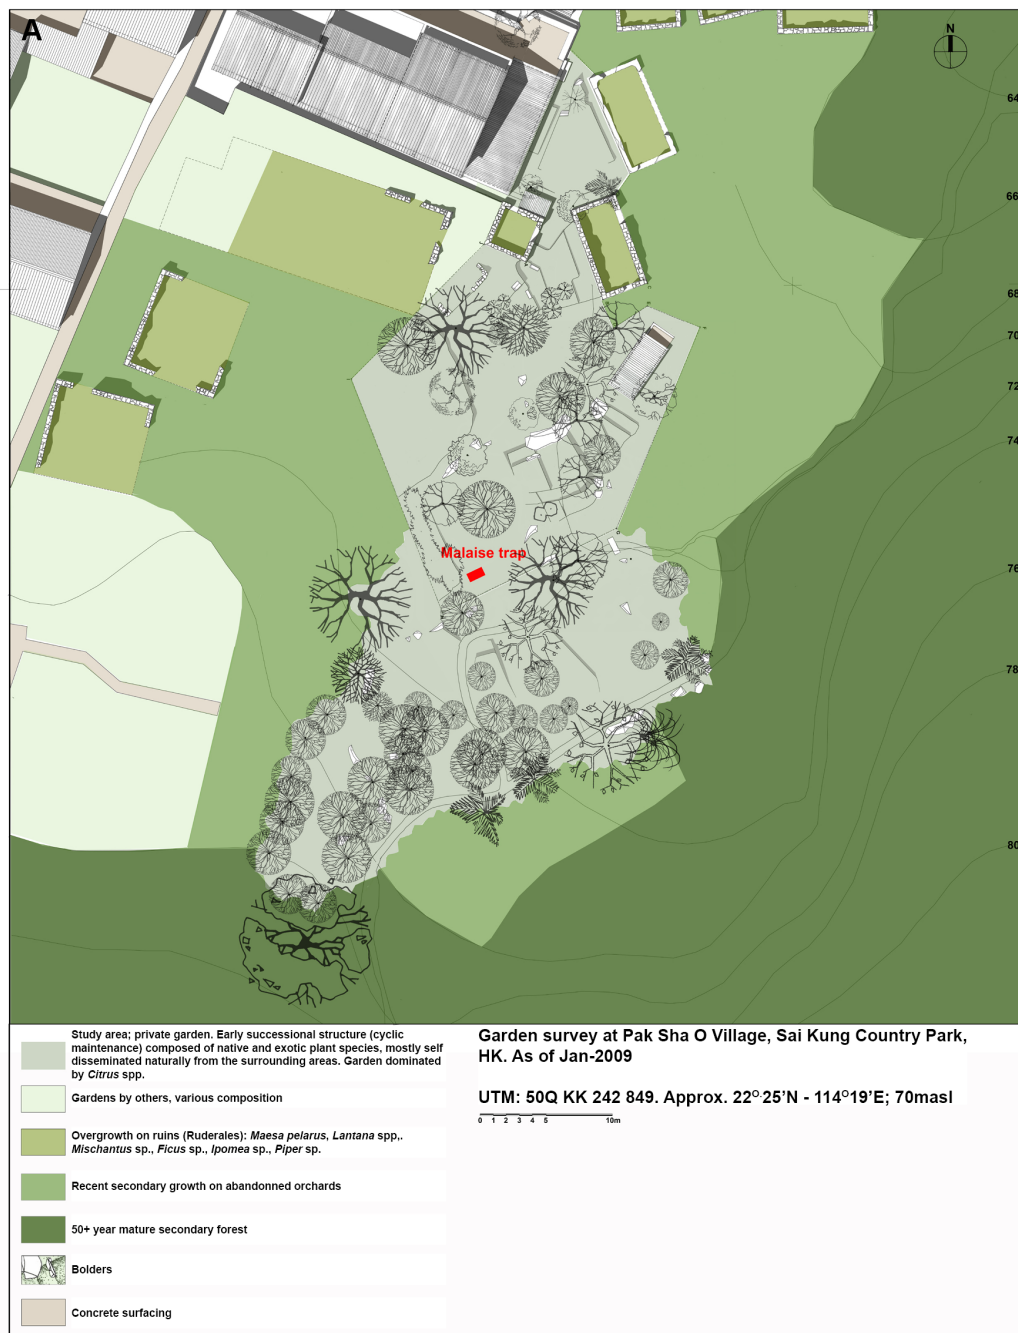 A
N
64
66
68
70
72
74
Malaise trap
76
78
80
Study area; private garden. Early successional structure (cyclic
maintenance) composed of native and exotic plant species, mostly self
disseminated naturally from the surrounding areas. Garden dominated
by Citrus spp.
Gardens by others, various composition
Overgrowth on ruins (Ruderales): Maesa pelarus, Lantana spp,.
Mischantus sp., Ficus sp., Ipomea sp., Piper sp.
Recent secondary growth on abandonned orchards
50+ year mature secondary forest
Bolders
Concrete surfacing
Garden survey at Pak Sha O Village, Sai Kung Country Park,
HK. As of Jan-2009
UTM: 50Q KK 242 849. Approx. 22O.25'N - 114O19'E; 70masl
0 1 2 3 4 5 10m